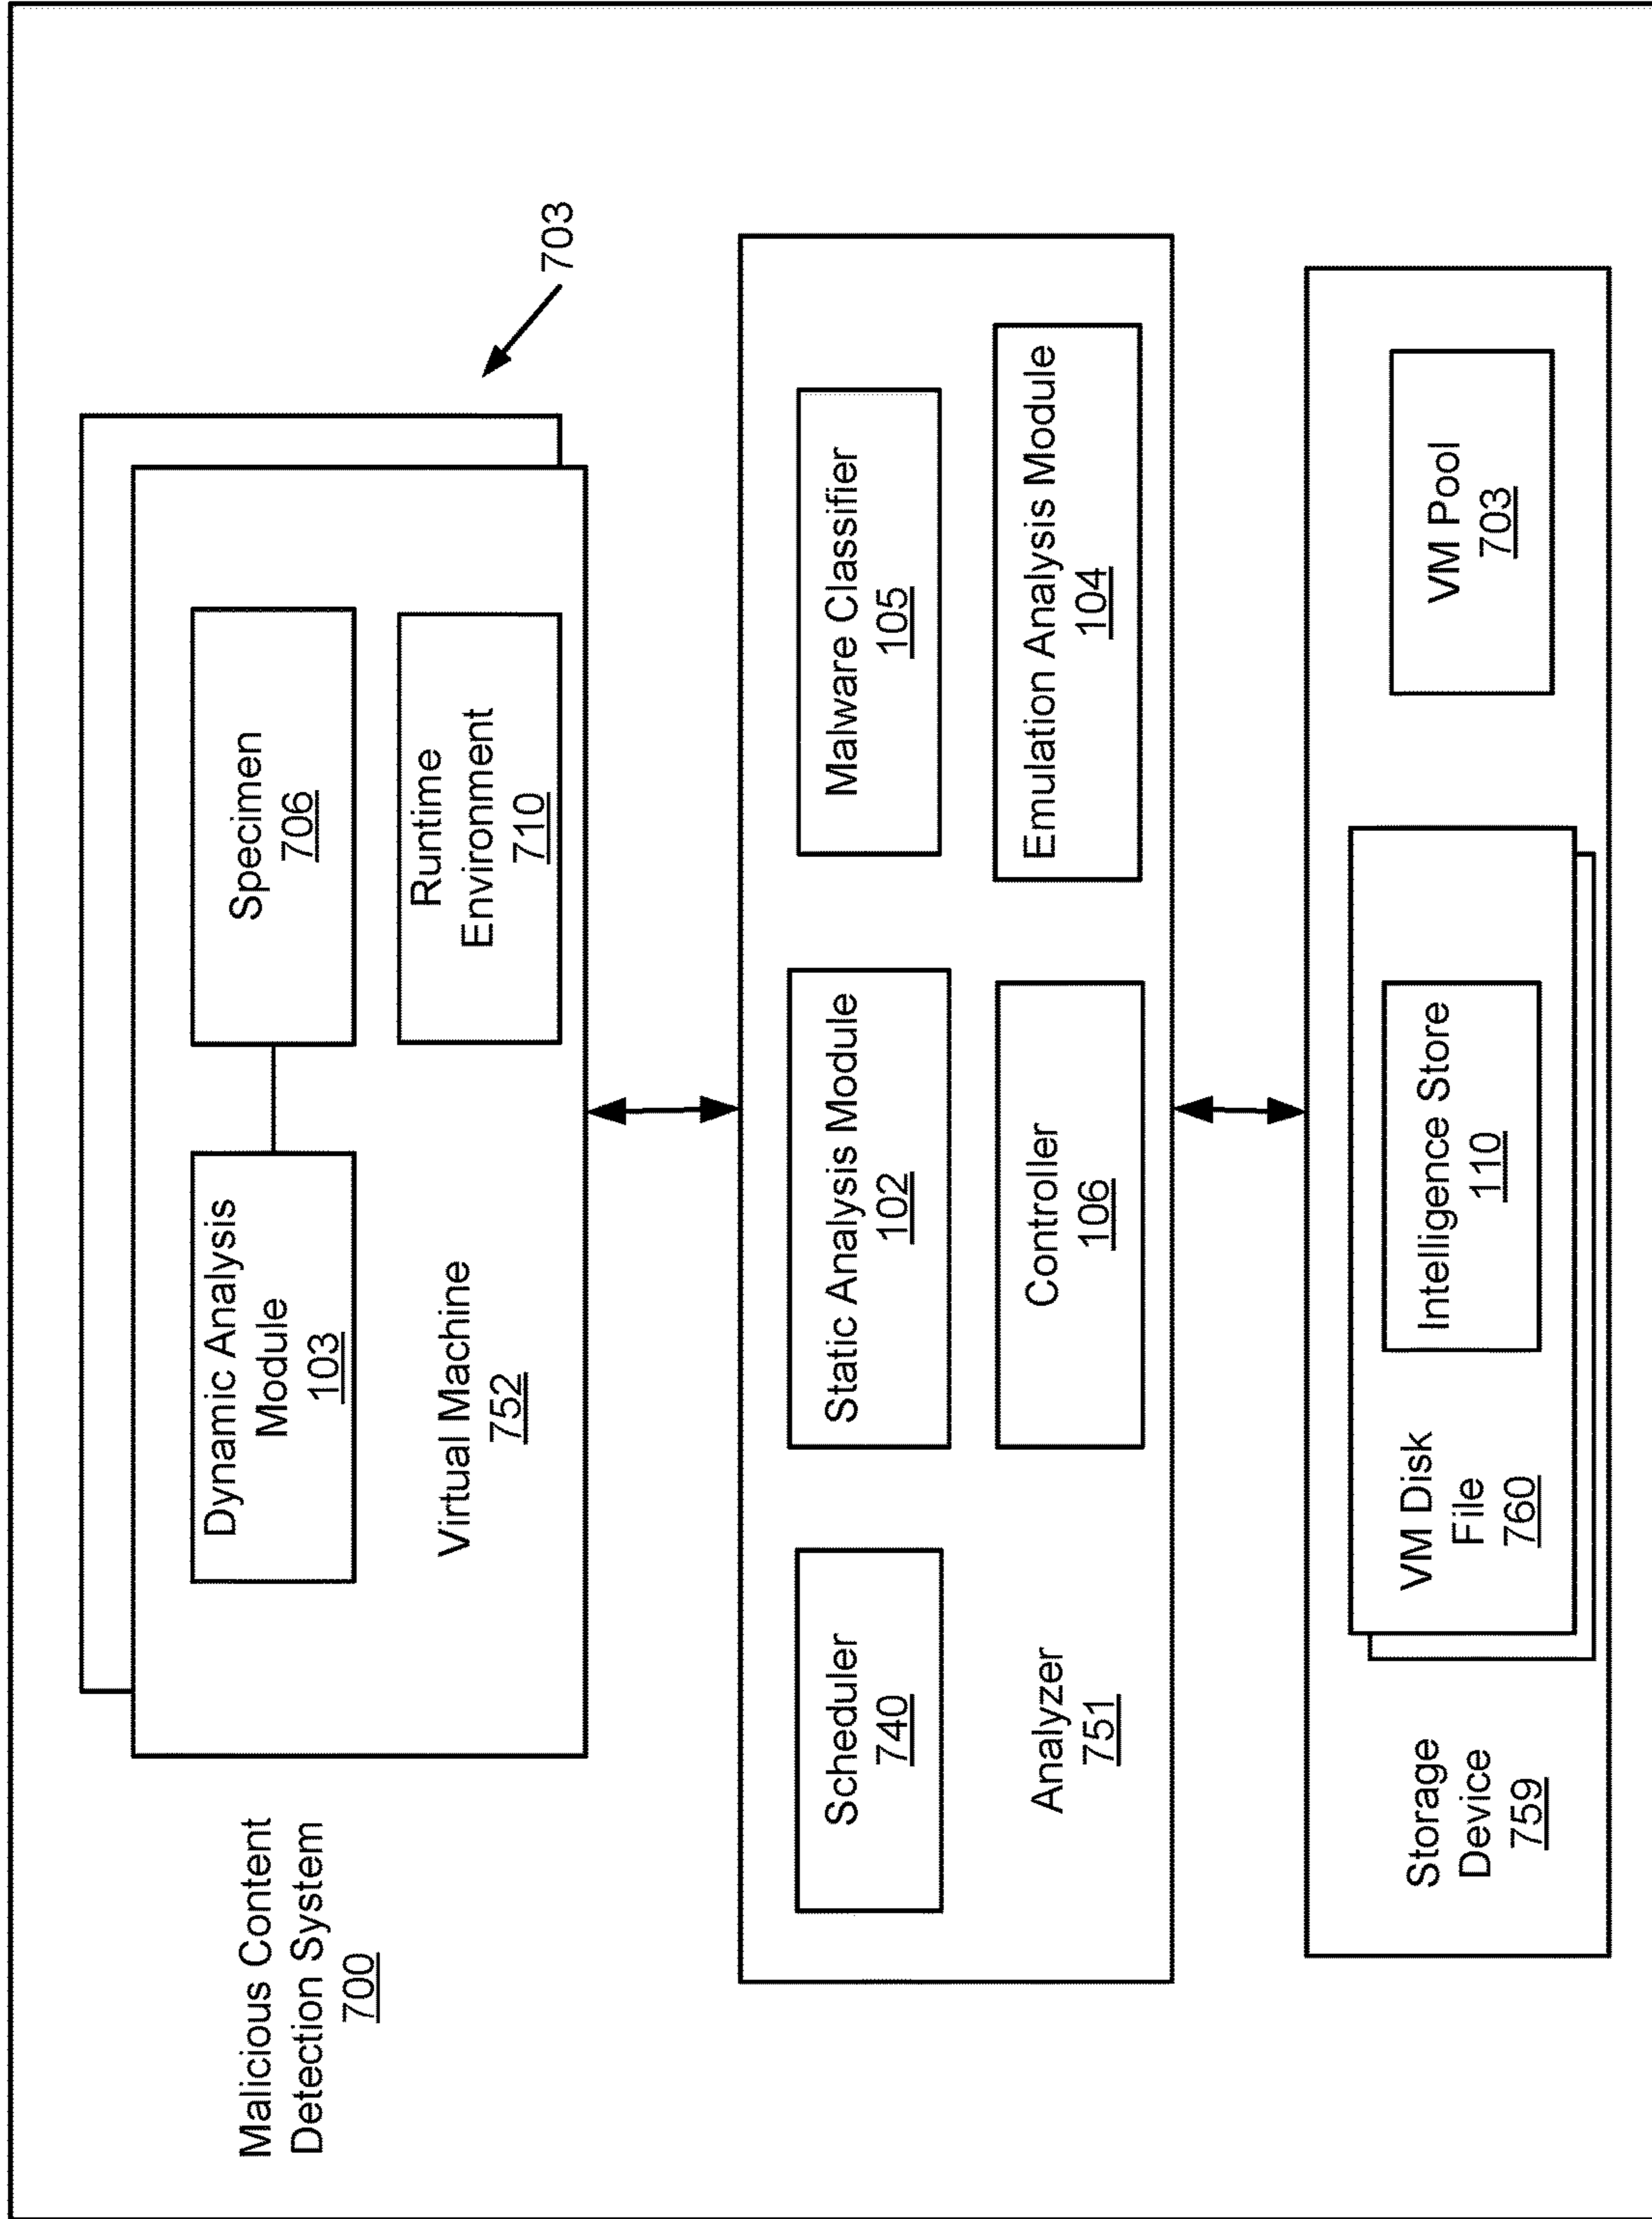 Malicious Content
Detection System
700
Dynamic Analysis
Module
103
Specimen
706
Virtual Machine
752
Runtime
Environment
710
703
Scheduler
740
Static Analysis Module
102
Malware Classifier
105
Analyzer
751
Controller
106
Emulation Analysis Module
104
Storage
Device
759
VM Disk
File
760
Intelligence Store
110
VM Pool
703